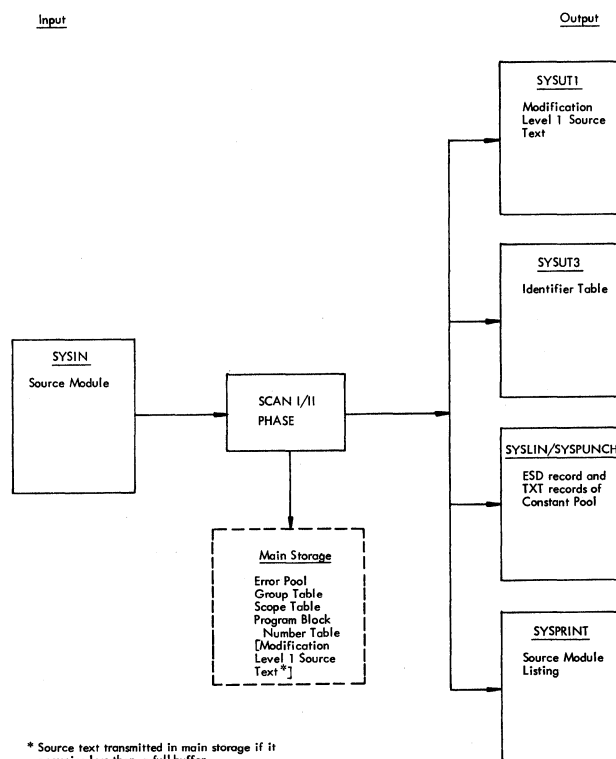 Input
Output
SYSUT1
Modification
Level 1 Source
Text
SYSUT3
Identifier Table
SYSIN
Source Module
SCAN I/II
PHASE
SYSLIN/SYSPUNCH
ESD record and
TXT records of
Constant Pool
Main Storage
Error Pool
Group Table
Scope Table
Program Block
Number Table
[Modification
Level 1 Source
Text*]
SYSPRINT
Source Module
Listing
* Source text transmitted in main storage if it